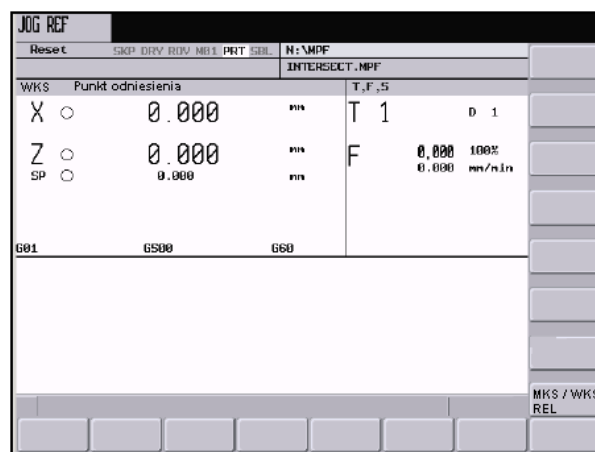 JOG REF
Reset SKP DRY ROV M01 PRT SBL N:\MPF
INTERSECT.MPF
WKS Punkt odniesienia T,F,S
X 0.000 mm T 1 D 1
Z 0.000 mm F 0,000 100%
SP 0.000 mm 0.000 mm/min
G01 G500 G60
MKS / WKS
REL